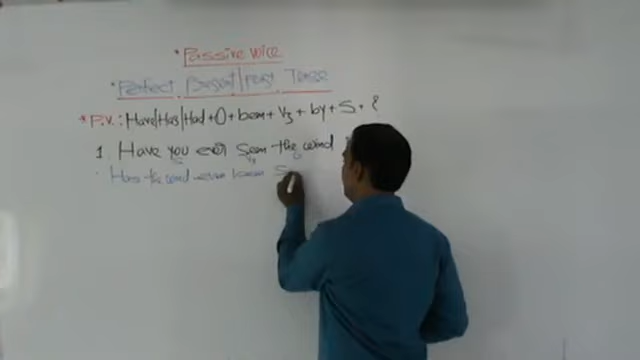 * Passive voice
* Perfect Present/Past Tense
* P.V.: Have/Has/Had + O + been + V3 + by + S + ?
1. Have you ever seen the wind
S V3 O
Has the wind ever been S